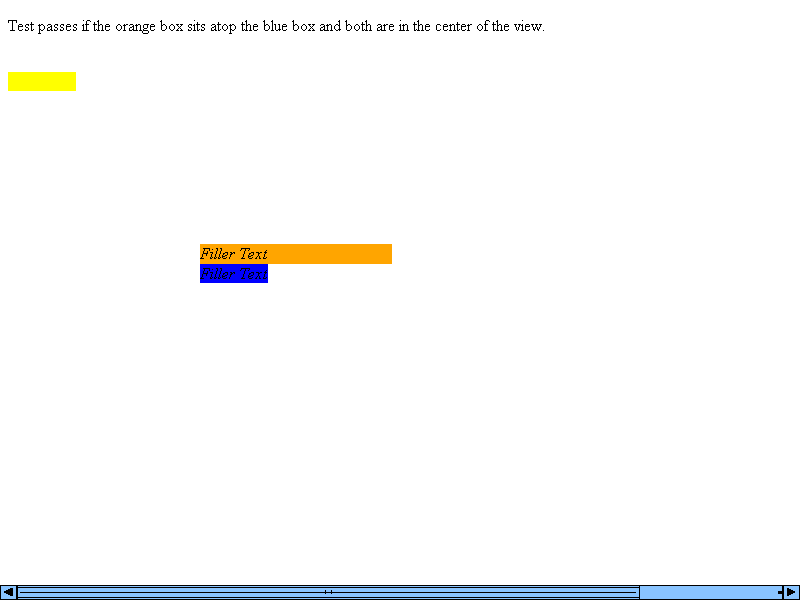 Test passes if the orange box sits atop the blue box and both are in the center of the view.
Filler Text
Filler Text